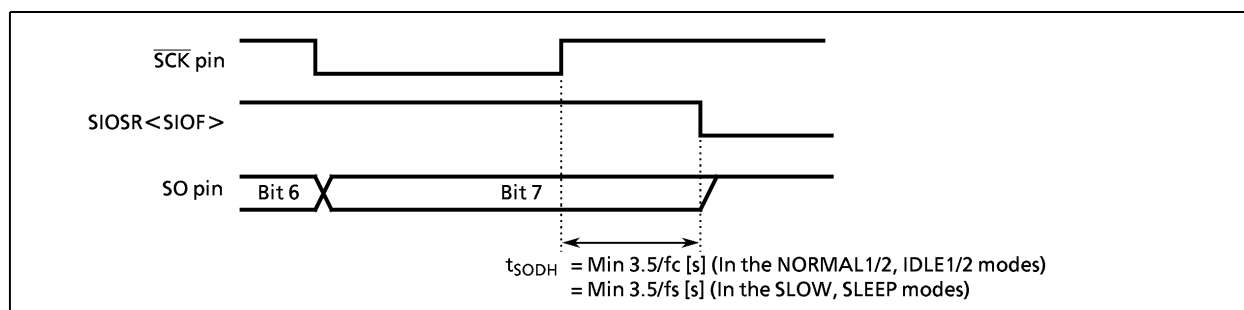 SCK pin
SIOSR<SIOF>
SO pin
Bit 6
Bit 7
tSODH = Min 3.5/fc [s] (In the NORMAL1/2, IDLE1/2 modes)
= Min 3.5/fs [s] (In the SLOW, SLEEP modes)